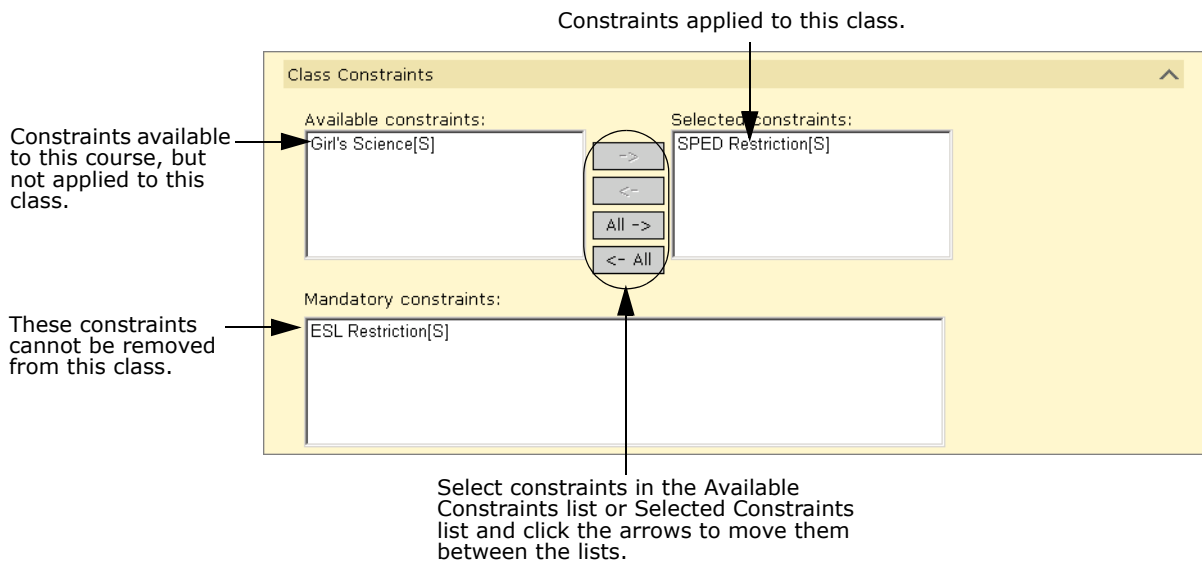 Constraints applied to this class.
Class Constraints
Available constraints:
Selected constraints:
Constraints available
to this course, but
not applied to this
class.
Girl's Science[S]
SPED Restriction[S]
->
<-
All ->
<- All
Mandatory constraints:
These constraints
cannot be removed
from this class.
ESL Restriction[S]
Select constraints in the Available
Constraints list or Selected Constraints
list and click the arrows to move them
between the lists.